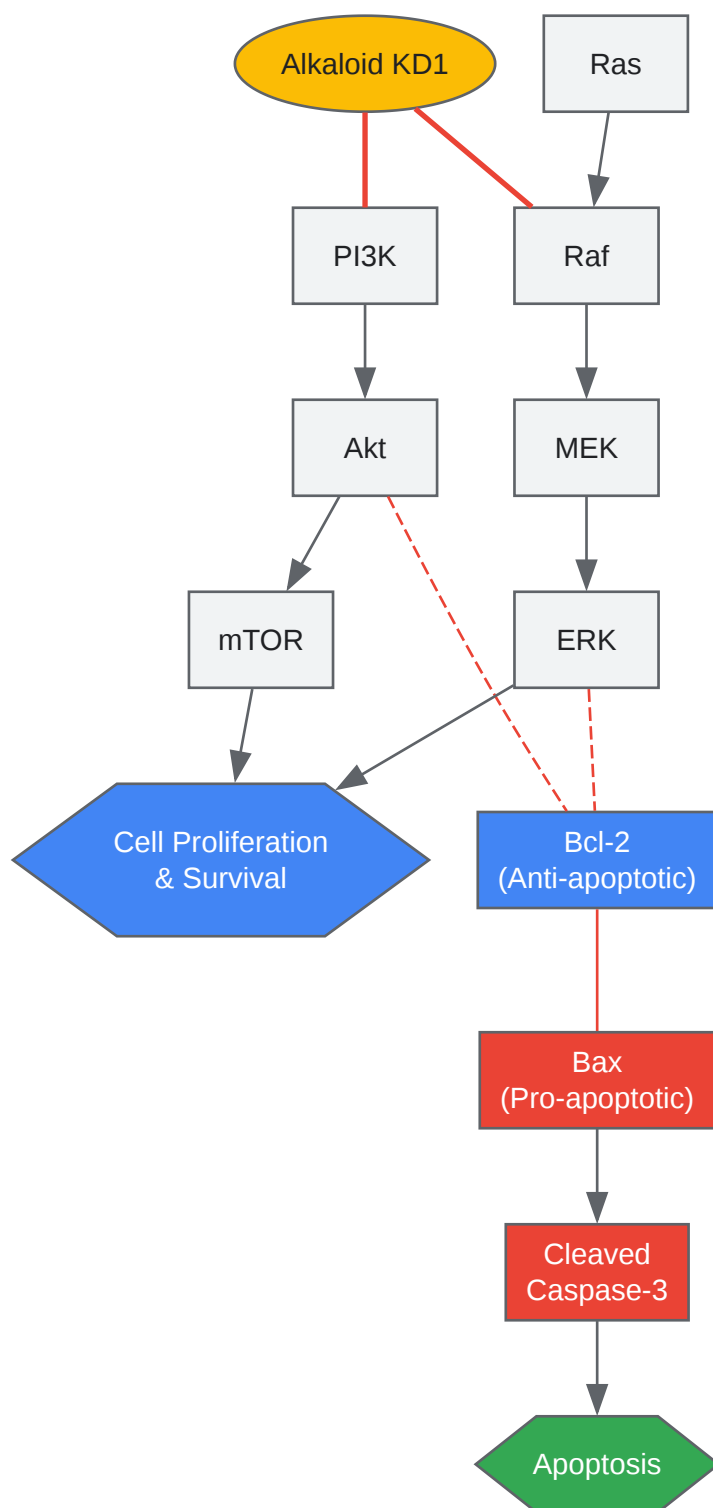 Alkaloid KD1
Ras
PI3K
Raf
Akt
MEK
mTOR
ERK
Cell Proliferation
& Survival
Bcl-2
(Anti-apoptotic)
Bax
(Pro-apoptotic)
Cleaved
Caspase-3
Apoptosis